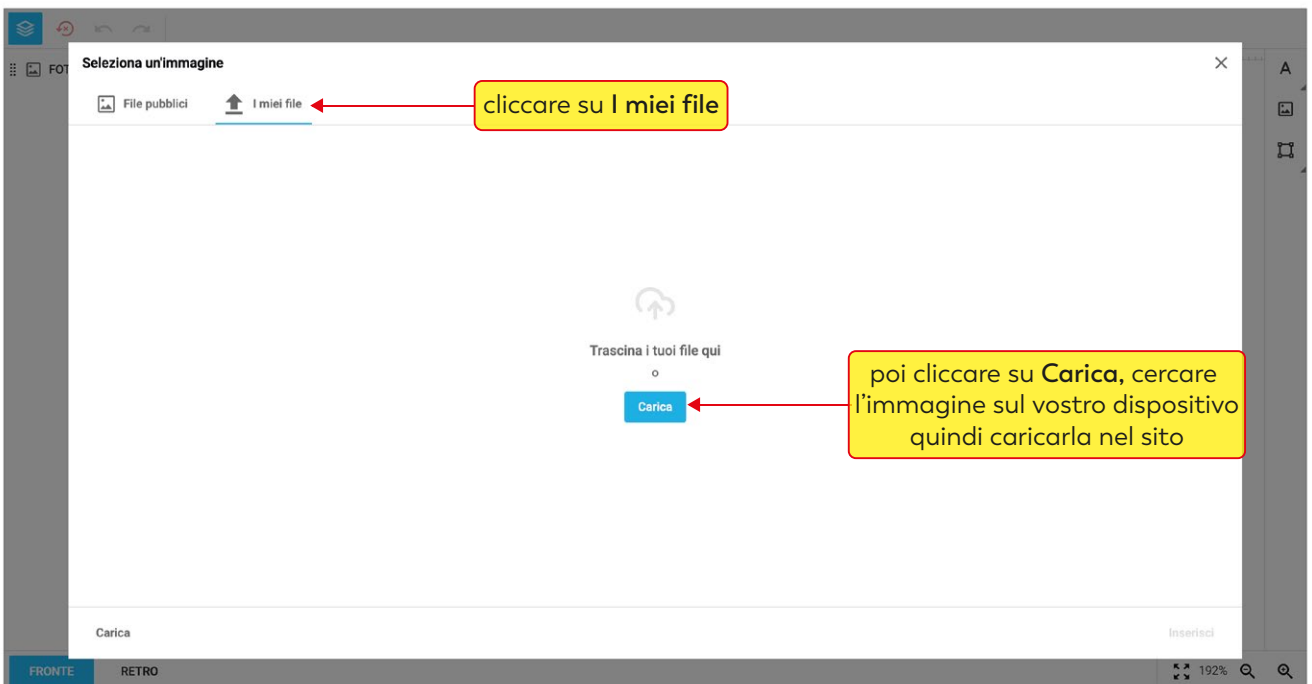 FOT
Seleziona un'immagine
File pubblici
I miei file
cliccare su I miei file
Trascina i tuoi file qui
o
Carica
poi cliccare su Carica, cercare
l'immagine sul vostro dispositivo
quindi caricarla nel sito
Carica
Inserisci
FRONTE
RETRO
192%
A